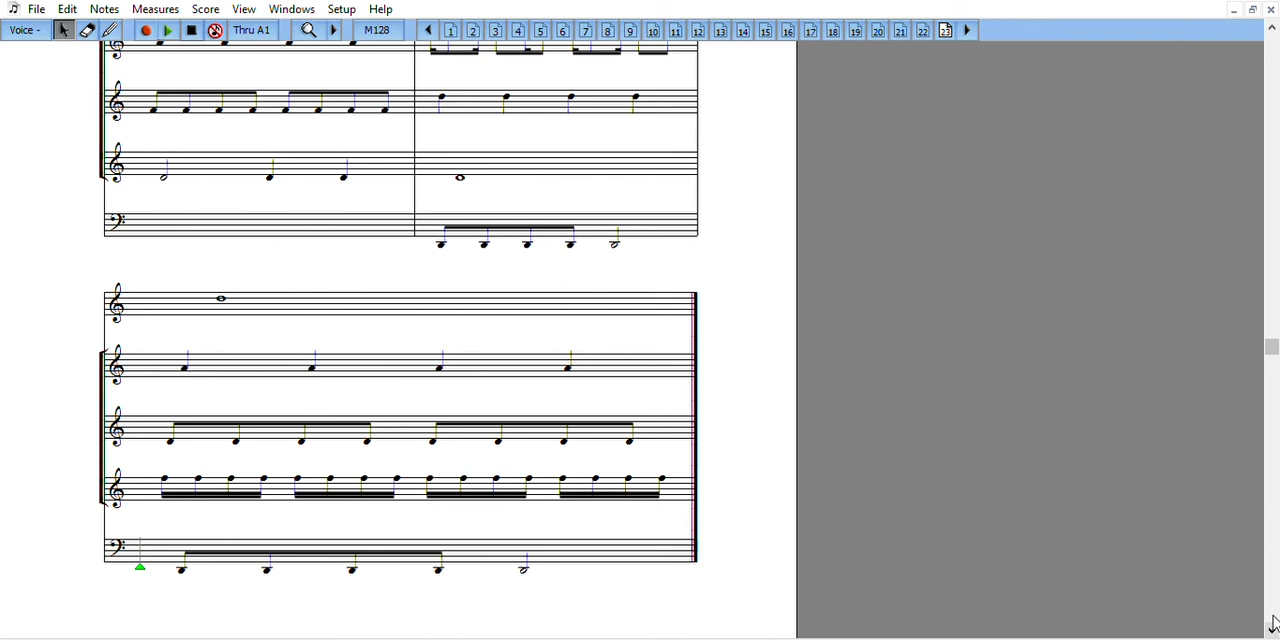 File Edit Notes Measures Score View Windows Setup Help
Voice - Thru A1 M128 1 2 3 4 5 6 7 8 9 10 11 12 13 14 15 16 17 18 19 20 21 22 23